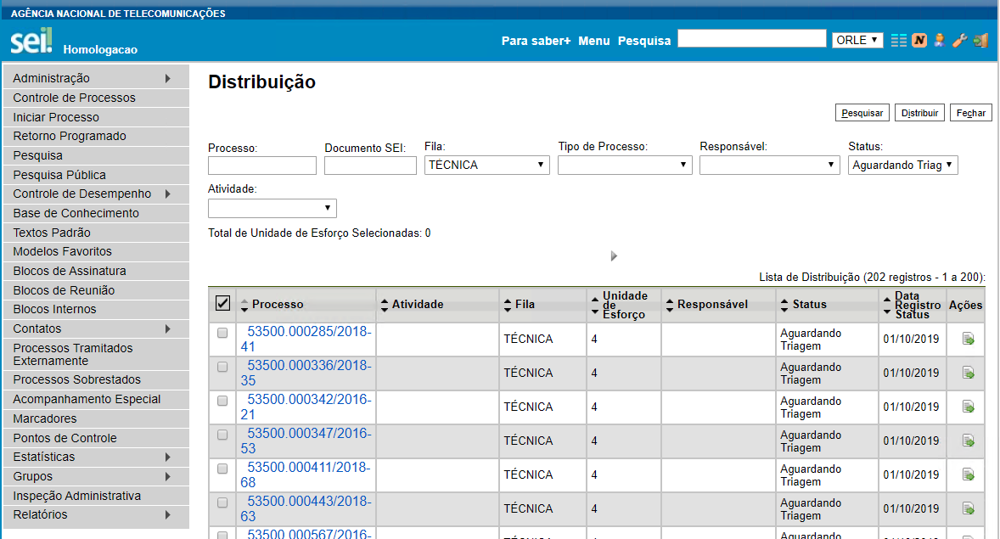 AGÊNCIA NACIONAL DE TELECOMUNICAÇÕES
sei!
Homologacao
Para saber+ Menu Pesquisa
ORLE
N
Administração
Controle de Processos
Iniciar Processo
Retorno Programado
Pesquisa
Pesquisa Pública
Controle de Desempenho
Base de Conhecimento
Textos Padrão
Modelos Favoritos
Blocos de Assinatura
Blocos de Reunião
Blocos Internos
Contatos
Processos Tramitados
Externamente
Processos Sobrestados
Acompanhamento Especial
Marcadores
Pontos de Controle
Estatísticas
Grupos
Inspeção Administrativa
Relatórios
Distribuição
Pesquisar Distribuir Fechar
Processo: Documento SEI: Fila: Tipo de Processo: Responsável: Status:
TÉCNICA Aguardando Triag
Atividade:
Total de Unidade de Esforço Selecionadas: 0
Lista de Distribuição (202 registros - 1 a 200):
Processo Atividade Fila Unidade de Esforço Responsável Status Data Registro Status Ações
53500.000285/2018-
41 TÉCNICA 4 Aguardando Triagem 01/10/2019
53500.000336/2018-
35 TÉCNICA 4 Aguardando Triagem 01/10/2019
53500.000342/2016-
21 TÉCNICA 4 Aguardando Triagem 01/10/2019
53500.000347/2016-
53 TÉCNICA 4 Aguardando Triagem 01/10/2019
53500.000411/2018-
68 TÉCNICA 4 Aguardando Triagem 01/10/2019
53500.000443/2018-
63 TÉCNICA 4 Aguardando Triagem 01/10/2019
53500.000567/2016- Aguardando